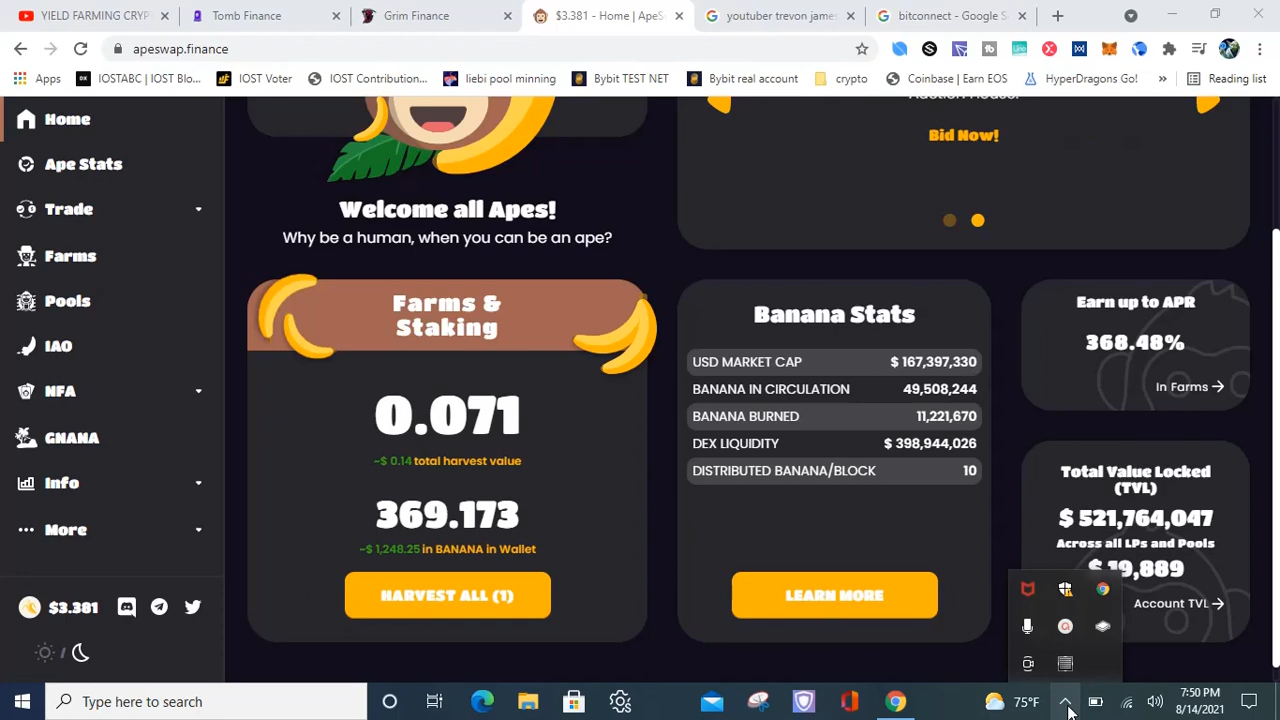 YIELD FARMING CRYP
Tomb Finance
Grim Finance
$3.381 - Home | ApeS
youtuber trevon james
bitconnect - Google S
apeswap.finance
Apps
IOSTABC | IOST Blo...
IOST Voter
IOST Contribution...
liebi pool minning
Bybit TEST NET
Bybit real account
crypto
Coinbase | Earn EOS
HyperDragons Go!
»
Reading list
Home
Ape Stats
Trade
Farms
Pools
IAO
NFA
GNANA
Info
More
$3.381
/
Bid Now!
Welcome all Apes!
Why be a human, when you can be an ape?
Farms &
Staking
0.071
~$ 0.14 total harvest value
369.173
~$ 1,248.25 in BANANA in Wallet
HARVEST ALL (1)
Banana Stats
USD MARKET CAP $ 167,397,330
BANANA IN CIRCULATION 49,508,244
BANANA BURNED 11,221,670
DEX LIQUIDITY $ 398,944,026
DISTRIBUTED BANANA/BLOCK 10
LEARN MORE
Earn up to APR
368.48%
In Farms
Total Value Locked
(TVL)
$ 521,764,047
Across all LPs and Pools
$ 19,889
Account TVL
Type here to search
75°F
7:50 PM
8/14/2021